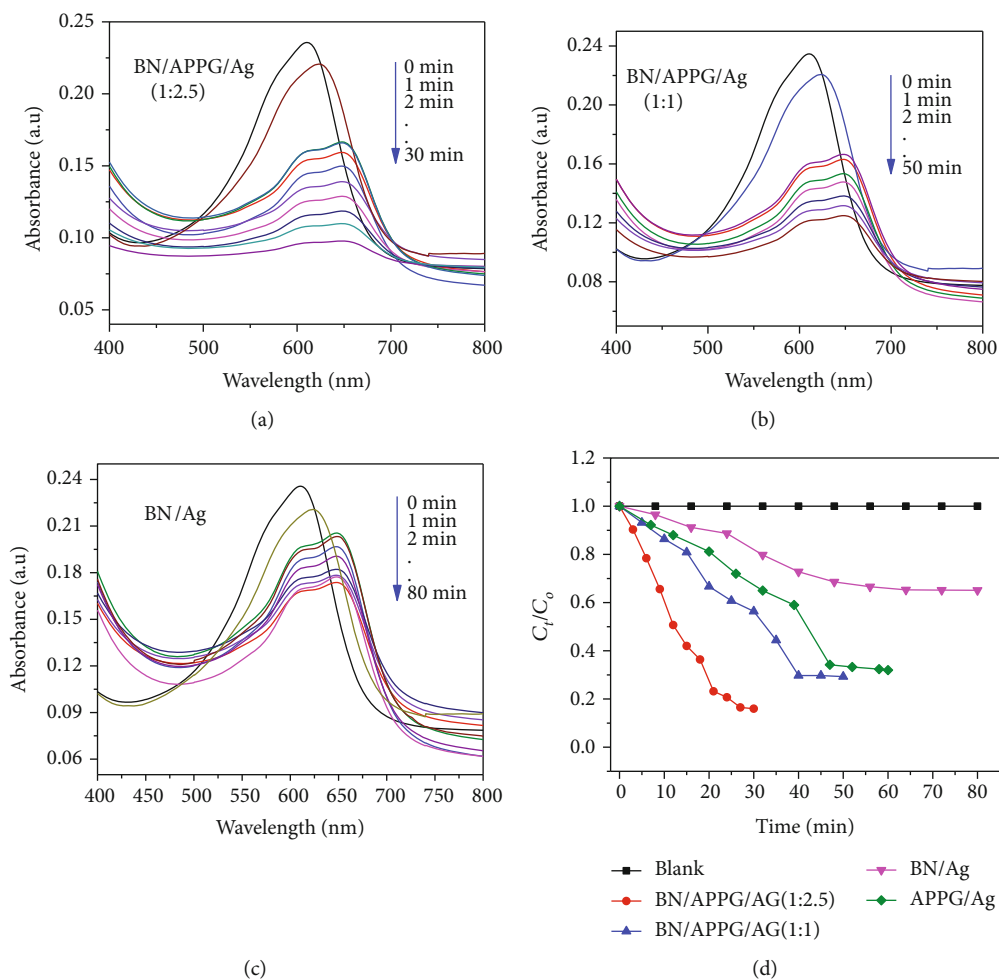 0.25
0.20
0.15
0.10
0.05
Absorbance (a.u)
BN/APPG/Ag
(1:2.5)
0 min
1 min
2 min
.
.
30 min
400
500
600
700
800
Wavelength (nm)
(a)
0.24
0.20
0.16
0.12
0.08
Absorbance (a.u)
BN/APPG/Ag
(1:1)
0 min
1 min
2 min
.
.
50 min
400
500
600
700
800
Wavelength (nm)
(b)
0.24
0.21
0.18
0.15
0.12
0.09
0.06
Absorbance (a.u)
BN/Ag
0 min
1 min
2 min
.
.
80 min
400
450
500
550
600
650
700
750
800
Wavelength (nm)
(c)
1.2
1.0
0.8
0.6
0.4
0.2
0.0
Ct/Co
0
10
20
30
40
50
60
70
80
Time (min)
Blank
BN/APPG/AG(1:2.5)
BN/APPG/AG(1:1)
BN/Ag
APPG/Ag
(d)